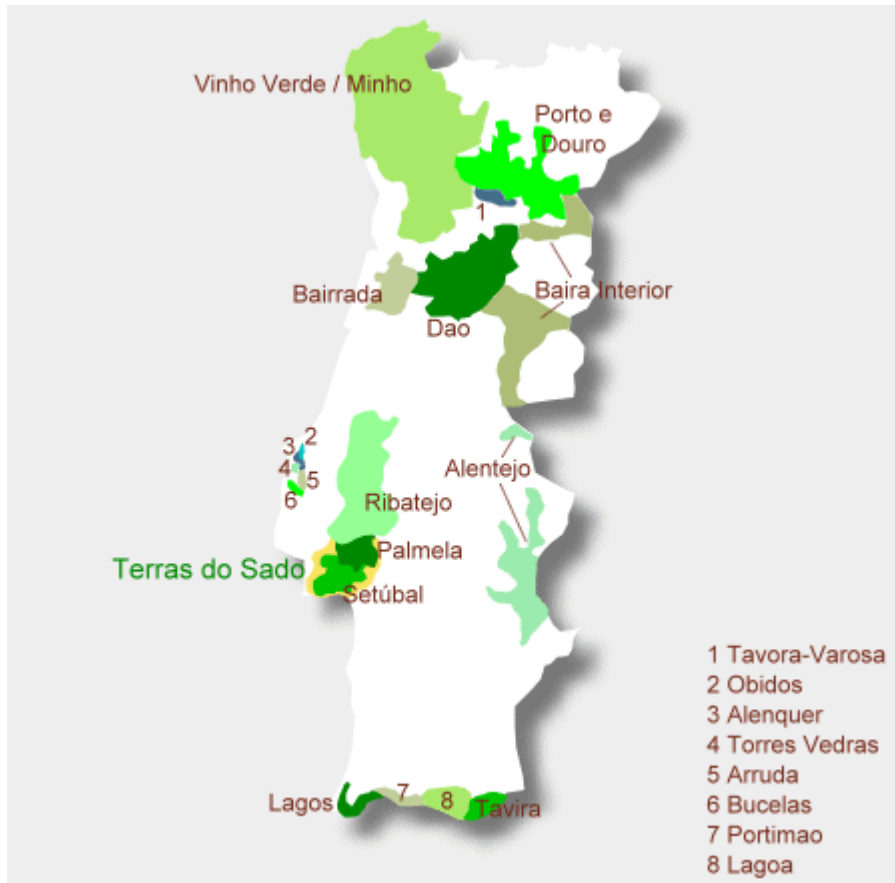 Vinho Verde / Minho
Porto e
Douro
1
Bairrada
Baira Interior
Dao
2
3
4
5
6
Alentejo
Ribatejo
Palmela
Terras do Sado
Setúbal
Lagos
7
8
Tavira
1 Tavora-Varosa
2 Obidos
3 Alenquer
4 Torres Vedras
5 Arruda
6 Bucelas
7 Portimao
8 Lagoa